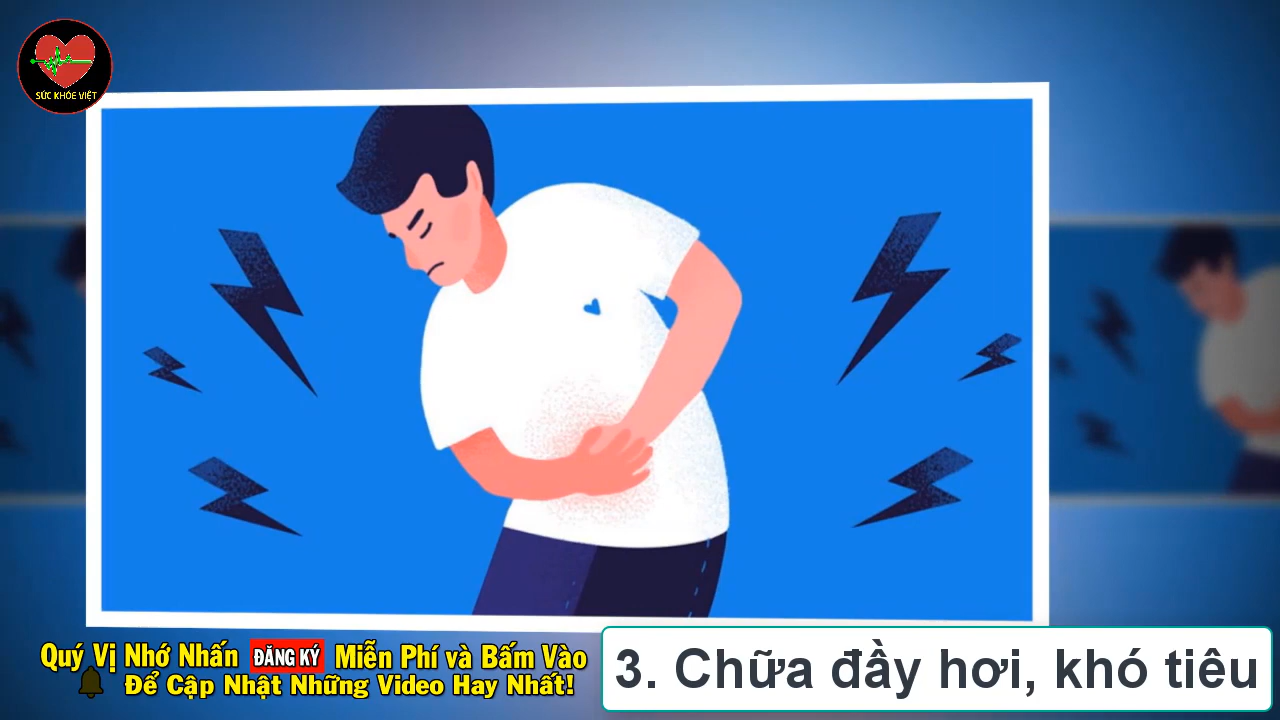 SỨC KHỎE VIỆT
Quý Vị Nhớ Nhấn ĐĂNG KÝ Miễn Phí và Bấm Vào
Để Cập Nhật Những Video Hay Nhất!
3. Chữa đầy hơi, khó tiêu